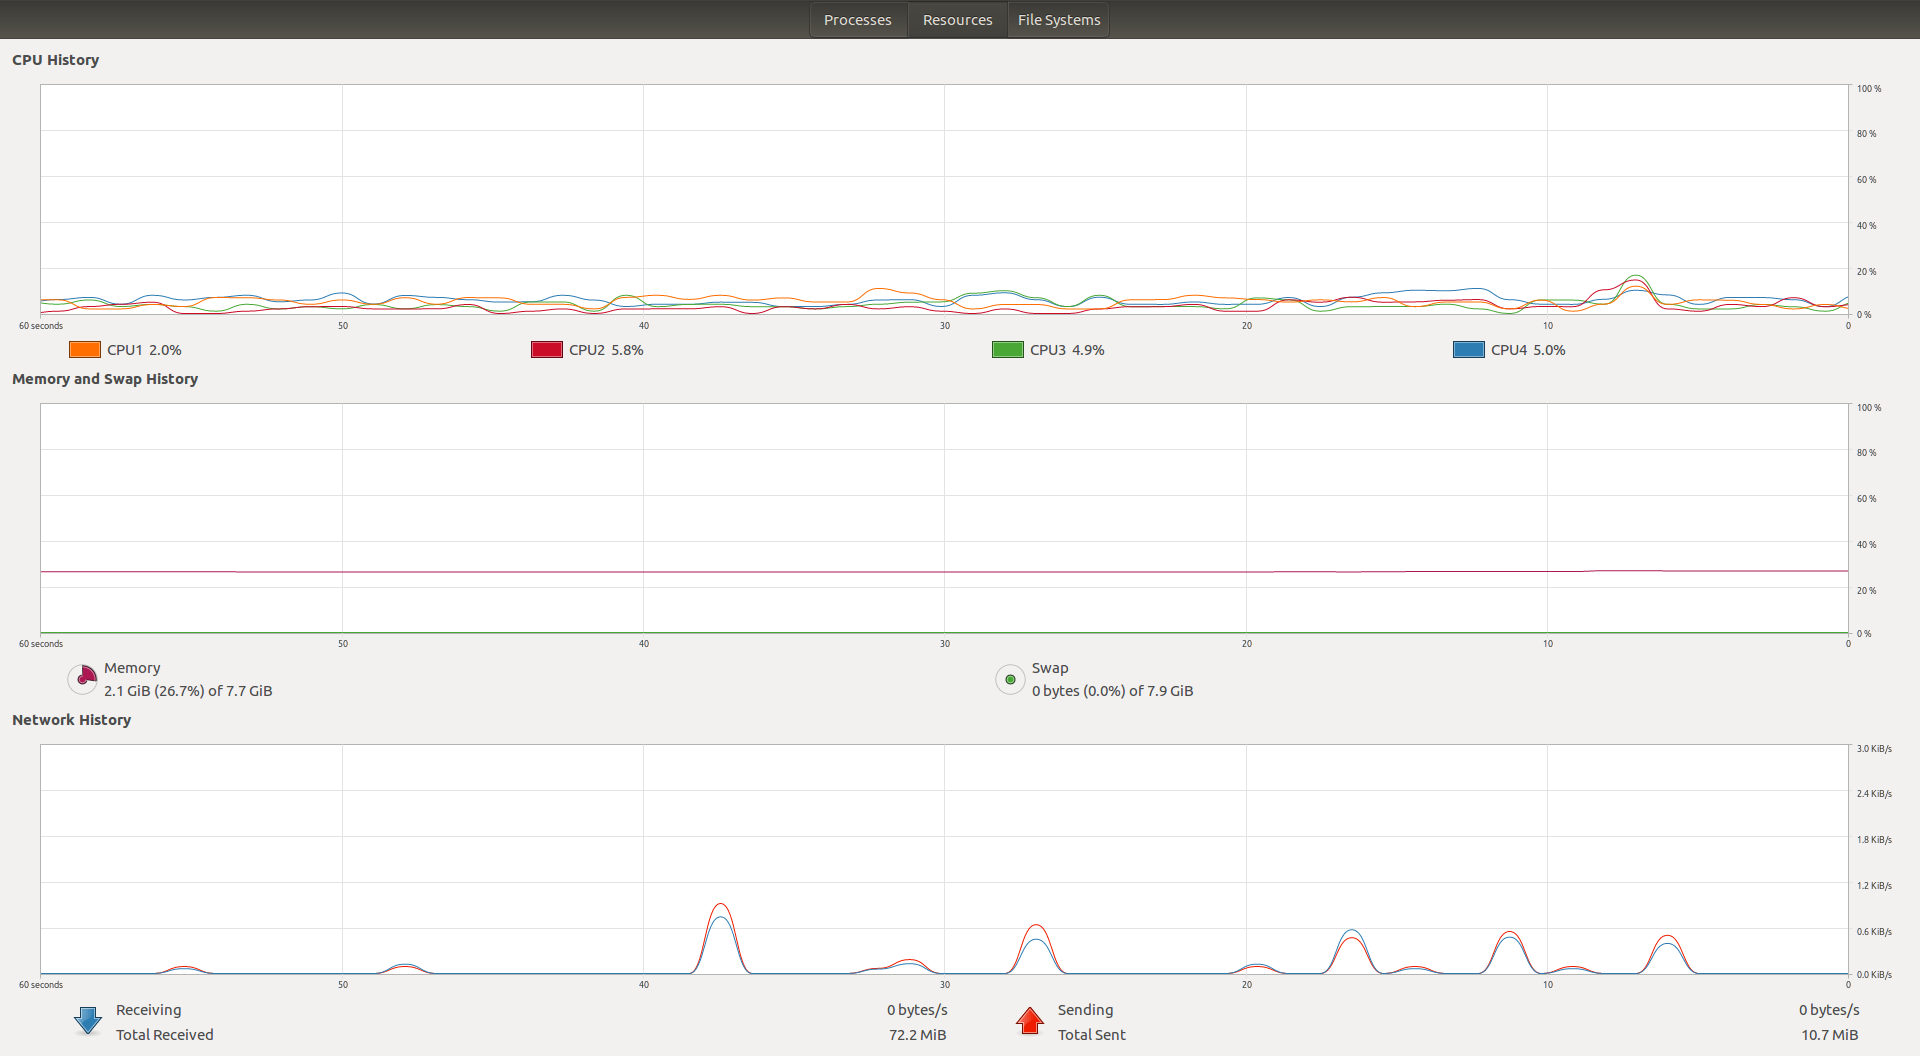 Processes Resources File Systems
CPU History
100 %
80 %
60 %
40 %
20 %
0 %
60 seconds 50 40 30 20 10 0
CPU1 2.0% CPU2 5.8% CPU3 4.9% CPU4 5.0%
Memory and Swap History
100 %
80 %
60 %
40 %
20 %
0 %
60 seconds 50 40 30 20 10 0
Memory Swap
2.1 GiB (26.7%) of 7.7 GiB 0 bytes (0.0%) of 7.9 GiB
Network History
3.0 KiB/s
2.4 KiB/s
1.8 KiB/s
1.2 KiB/s
0.6 KiB/s
0.0 KiB/s
60 seconds 50 40 30 20 10 0
Receiving 0 bytes/s Sending 0 bytes/s
Total Received 72.2 MiB Total Sent 10.7 MiB